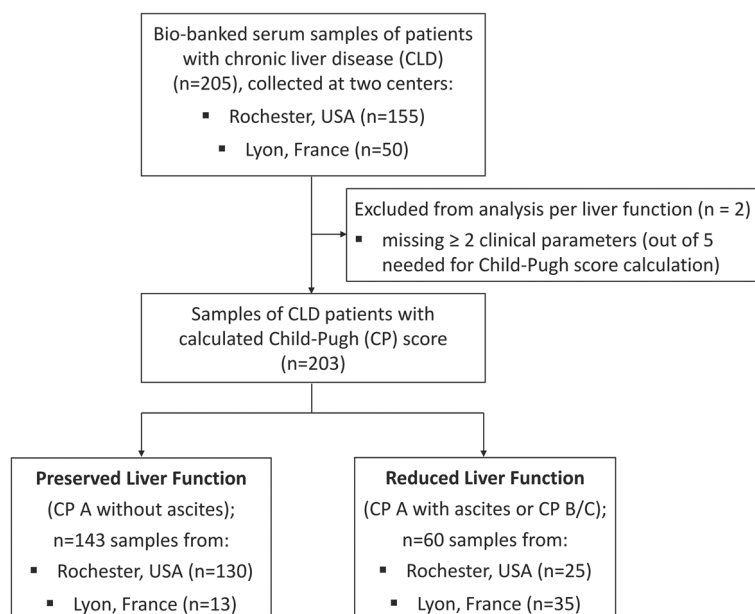 Bio-banked serum samples of patients
with chronic liver disease (CLD)
(n=205), collected at two centers:
▪ Rochester, USA (n=155)
▪ Lyon, France (n=50)
Excluded from analysis per liver function (n = 2)
▪ missing ≥ 2 clinical parameters (out of 5
needed for Child-Pugh score calculation)
Samples of CLD patients with
calculated Child-Pugh (CP) score
(n=203)
Preserved Liver Function
(CP A without ascites);
n=143 samples from:
▪ Rochester, USA (n=130)
▪ Lyon, France (n=13)
Reduced Liver Function
(CP A with ascites or CP B/C);
n=60 samples from:
▪ Rochester, USA (n=25)
▪ Lyon, France (n=35)